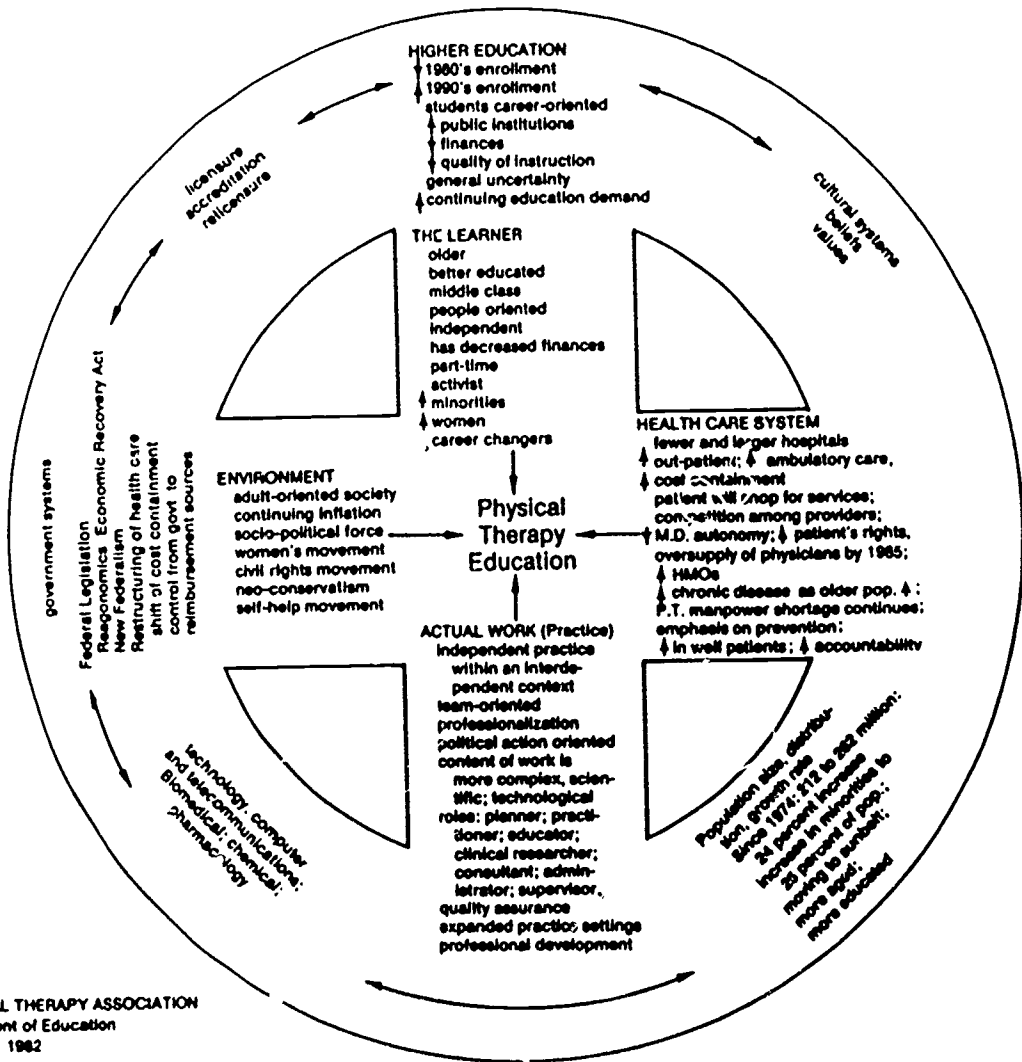 HIGHER EDUCATION
↓ 1980's enrollment
↑ 1990's enrollment
students career-oriented
↑ public institutions
↓ finances
↓ quality of instruction
general uncertainty
↑ continuing education demand
licensure
accreditation
relicensure
cultural systems
beliefs
values
THE LEARNER
older
better educated
middle class
people oriented
independent
has decreased finances
part-time
activist
↑ minorities
↑ women
career changers
government systems
Federal Legislation
Reagonomics Economic Recovery Act
New Federalism
Restructuring of health care
shift of cost containment
control from govt to
reimbursement sources
ENVIRONMENT
adult-oriented society
continuing inflation
socio-political force
women's movement
civil rights movement
neo-conservatism
self-help movement
Physical
Therapy
Education
HEALTH CARE SYSTEM
fewer and larger hospitals
↑ out-patient; ↑ ambulatory care,
↑ cost containment
patient will shop for services;
competition among providers;
↓ M.D. autonomy; ↑ patient's rights,
oversupply of physicians by 1985;
↑ HMOs
↑ chronic disease as older pop. ↑;
P.T. manpower shortage continues;
emphasis on prevention;
↑ in well patients; ↑ accountability
ACTUAL WORK (Practice)
independent practice
within an interde-
pendent context
team-oriented
professionalization
political action oriented
content of work is
more complex, scien-
tific; technological
roles: planner; practi-
tioner; educator;
clinical researcher;
consultant; admin-
istrator; supervisor,
quality assurance
expanded practice settings
professional development
technology, computer
and telecommunications;
Biomedical; chemical;
pharmacology
Population size, distribu-
tion, growth rate
Since 1974: 212 to 262 million:
24 percent increase
increase in minorities to
25 percent of pop.;
moving to sunbelt;
more aged;
more educated
AL THERAPY ASSOCIATION
ent of Education
1982